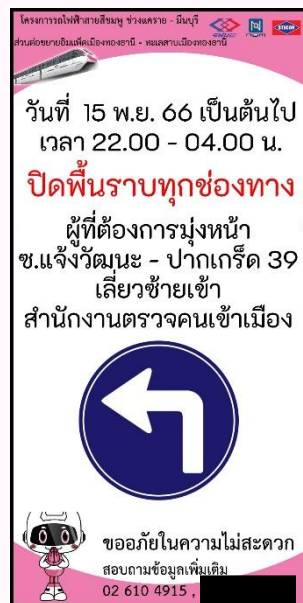 โครงการรถไฟฟ้าสายสีชมพู ช่วงแคราย - มีนบุรี
ส่วนต่อขยายอิมแพ็คเมืองทองธานี - ทะเลสาบเมืองทองธานี
วันที่ 15 พ.ย. 66 เป็นต้นไป
เวลา 22.00 - 04.00 น.
ปิดพื้นราบทุกช่องทาง
ผู้ที่ต้องการมุ่งหน้า
ซ.แจ้งวัฒนะ - ปากเกร็ด 39
เลี่ยวซ้ายเข้า
สำนักงานตรวจคนเข้าเมือง
ขออภัยในความไม่สะดวก
สอบถามข้อมูลเพิ่มเติม
02 610 4915 ,